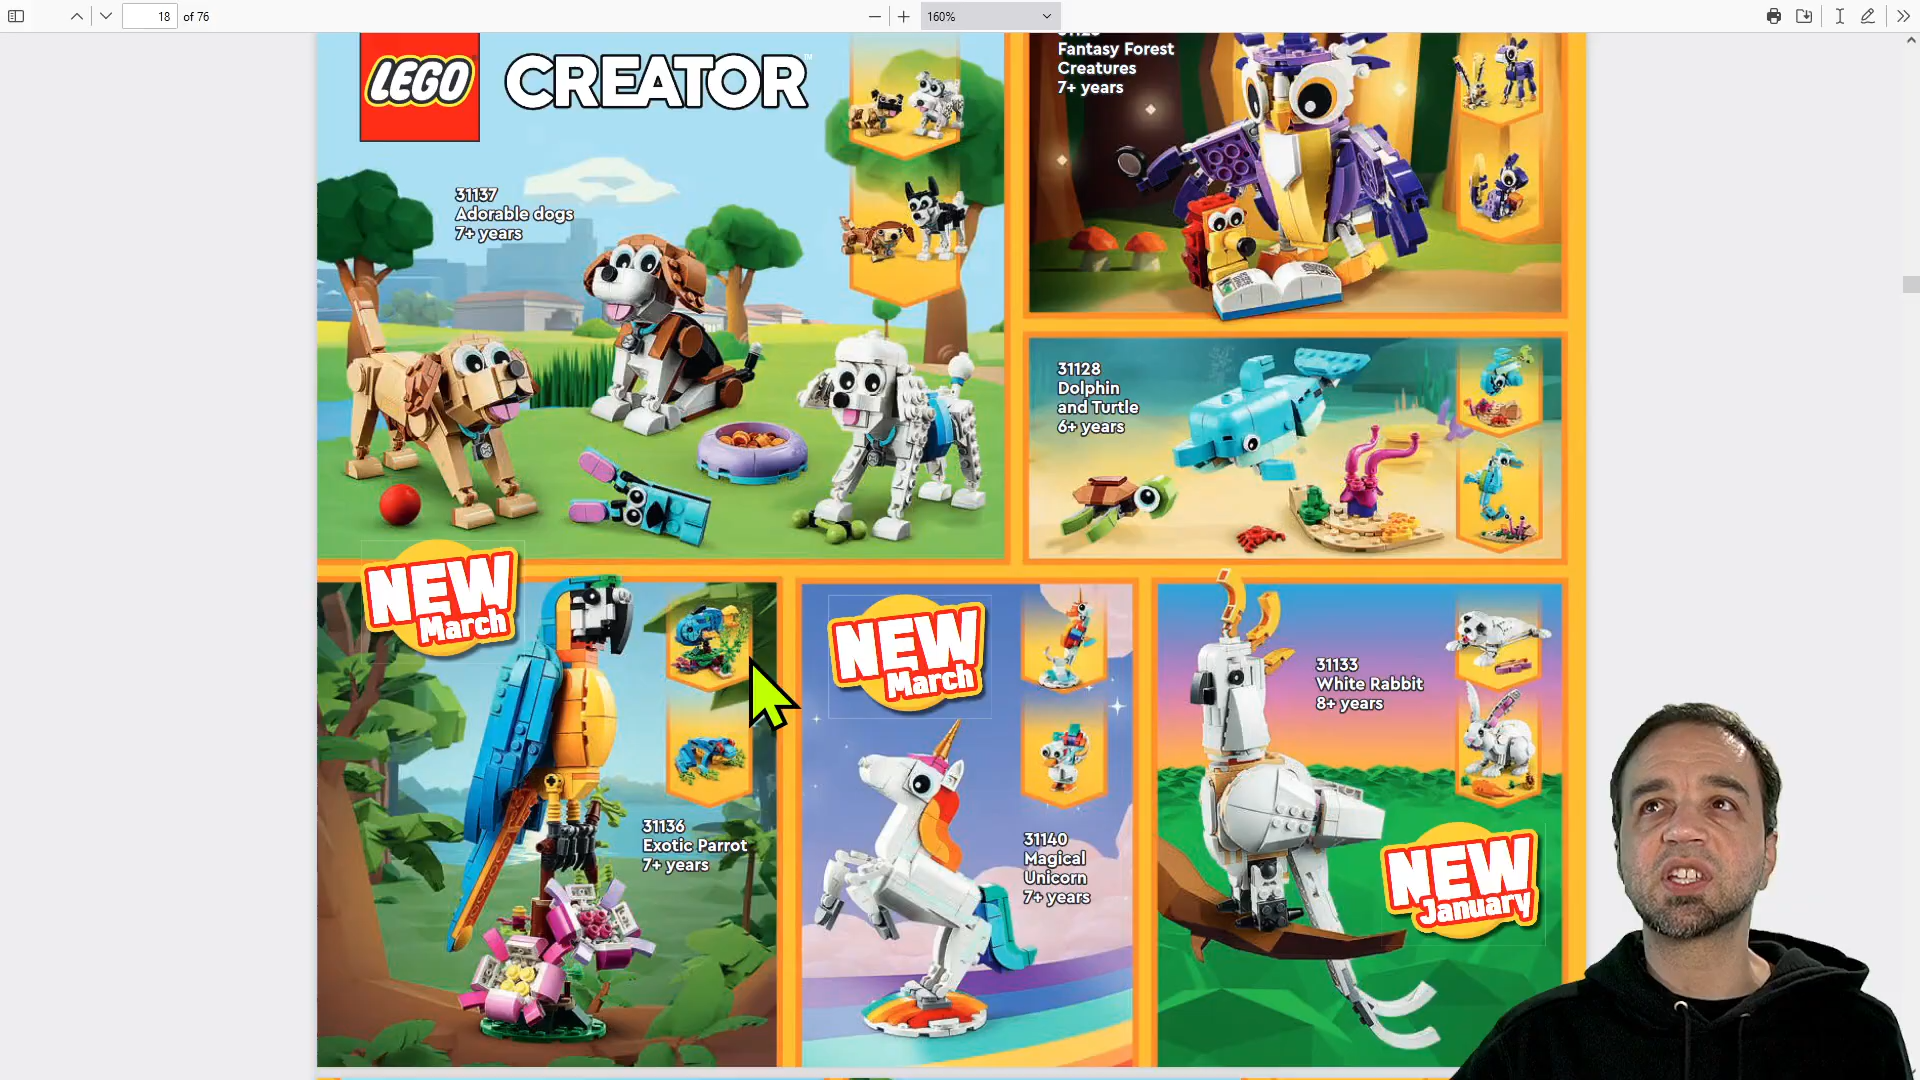 18 of 76
160%
LEGO CREATOR
31137
Adorable dogs
7+ years
Fantasy Forest
Creatures
7+ years
31128
Dolphin
and Turtle
6+ years
NEW
March
31136
Exotic Parrot
7+ years
NEW
March
31140
Magical
Unicorn
7+ years
31133
White Rabbit
8+ years
NEW
January